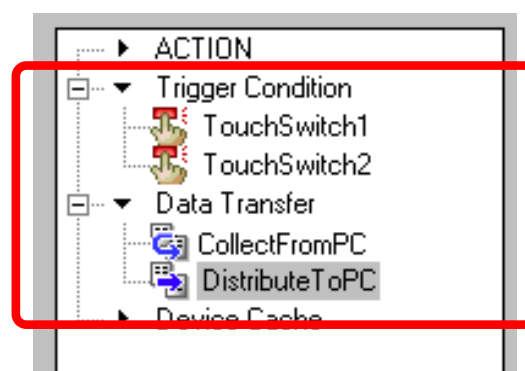 ACTION
Trigger Condition
TouchSwitch1
TouchSwitch2
Data Transfer
CollectFromPC
DistributeToPC
Device Cache